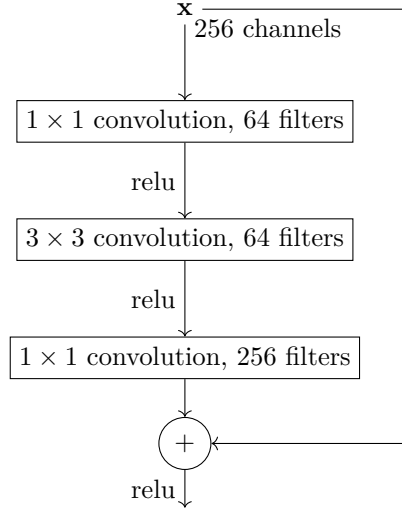 x
256 channels
1 × 1 convolution, 64 filters
relu
3 × 3 convolution, 64 filters
relu
1 × 1 convolution, 256 filters
+
relu